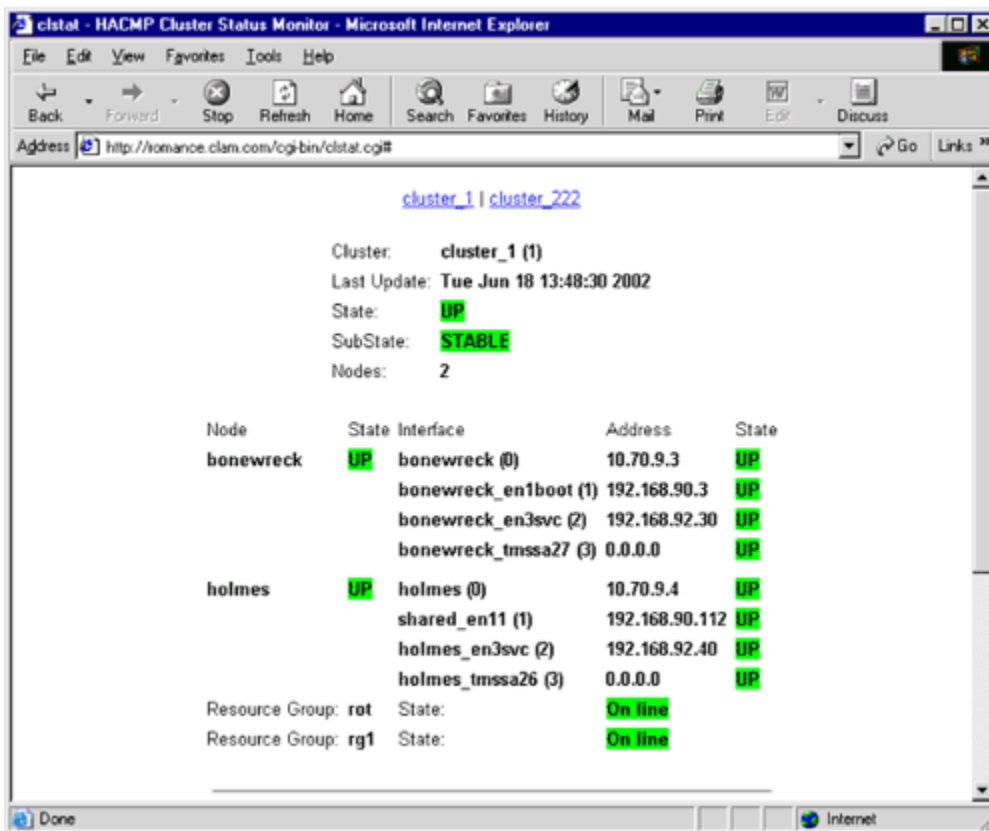 clstat - HACMP Cluster Status Monitor - Microsoft Internet Explorer
File Edit View Favorites Tools Help
Back Forward Stop Refresh Home Search Favorites History Mail Print Edit Discuss
Address http://romance.clam.com/cgi-bin/clstat.cgi# Go Links »
cluster_1 | cluster_222
Cluster: cluster_1 (1)
Last Update: Tue Jun 18 13:48:30 2002
State: UP
SubState: STABLE
Nodes: 2
Node State Interface Address State
bonewreck UP bonewreck (0) 10.70.9.3 UP
bonewreck_en1boot (1) 192.168.90.3 UP
bonewreck_en3svc (2) 192.168.92.30 UP
bonewreck_tmssa27 (3) 0.0.0.0 UP
holmes UP holmes (0) 10.70.9.4 UP
shared_en11 (1) 192.168.90.112 UP
holmes_en3svc (2) 192.168.92.40 UP
holmes_tmssa26 (3) 0.0.0.0 UP
Resource Group: rot State: On line
Resource Group: rg1 State: On line
Done Internet